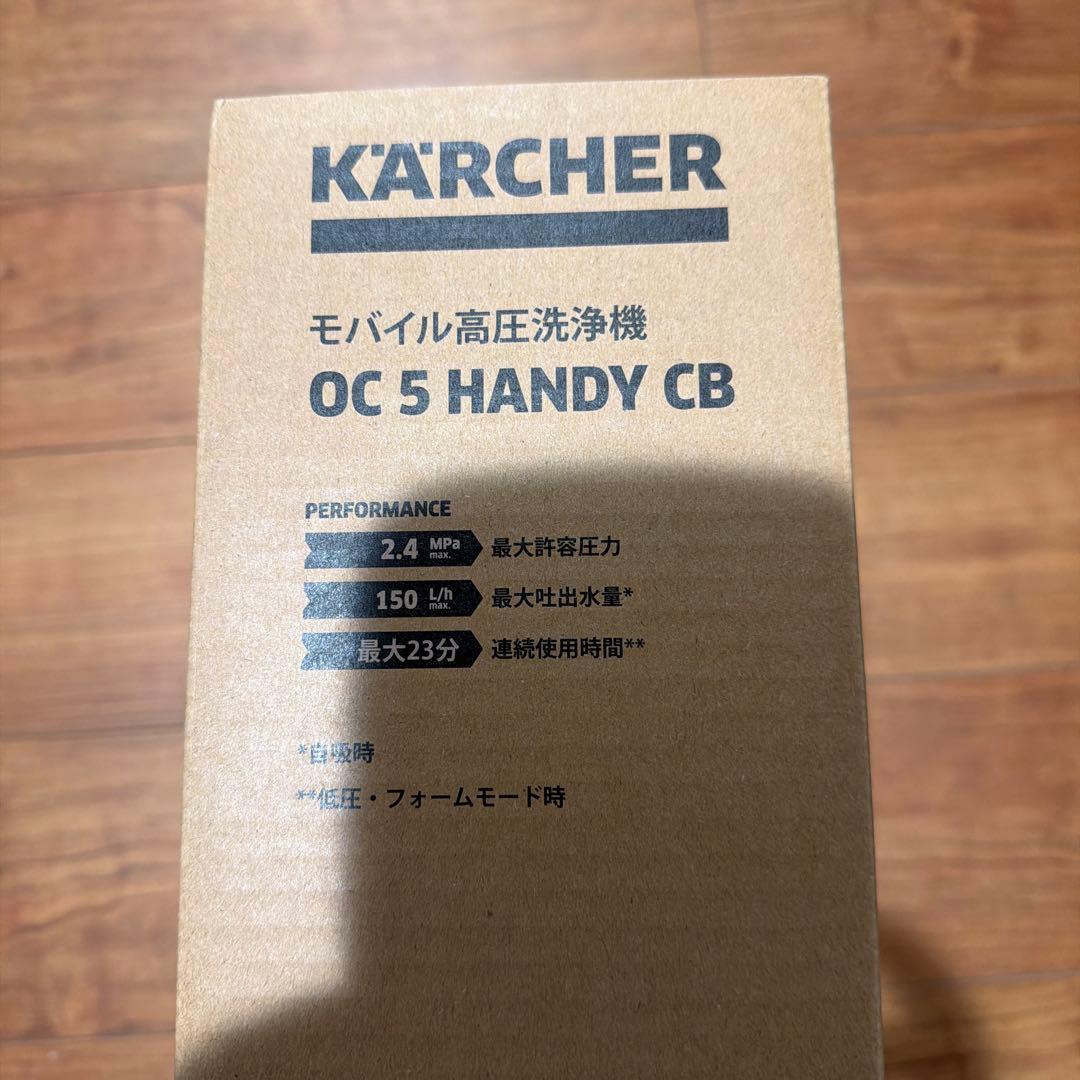 KÄRCHER
モバイル高圧洗浄機
OC 5 HANDY CB
PERFORMANCE
2.4 MPa max. 最大許容圧力
150 L/h max. 最大吐出水量*
最大23分 連続使用時間**
*自吸時
**低圧・フォームモード時